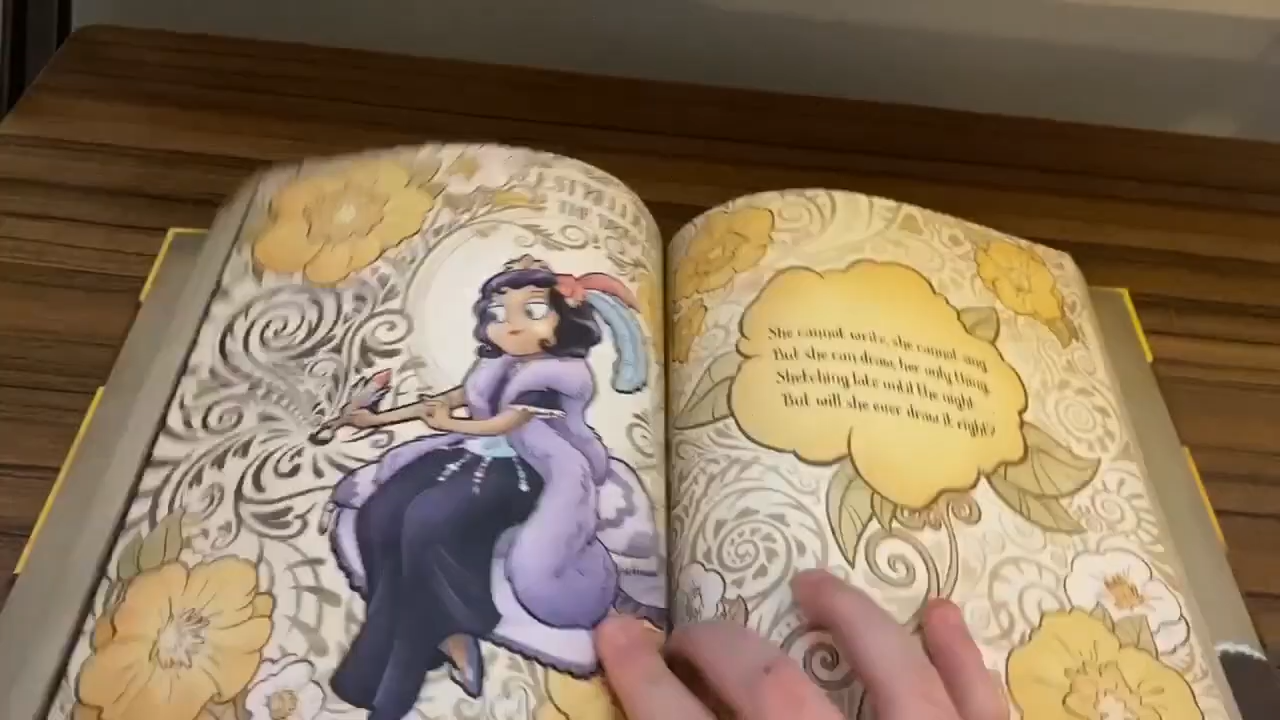 She cannot write, she cannot sing
But she can draw, her only thing.
Sketching late until the night
But will she ever draw it right?